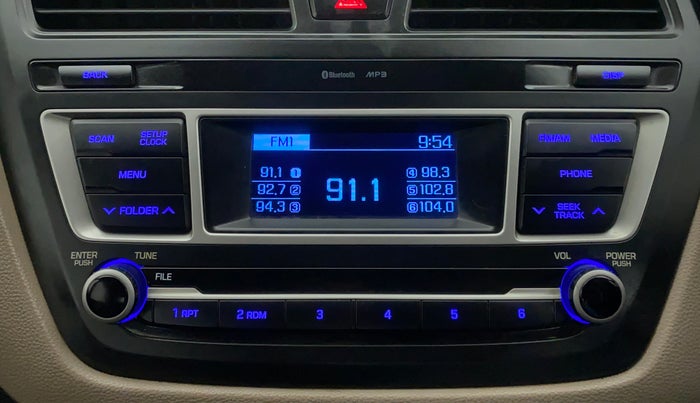 BACK
Bluetooth MP3
DISP
SCAN SETUP CLOCK
MENU
FOLDER
FM1 9:54
91.1 1
92.7 2
94.3 3
91.1
4 98.3
5 102.8
6 104.0
FM/AM MEDIA
PHONE
SEEK TRACK
ENTER PUSH
TUNE
FILE
VOL
POWER PUSH
1 RPT 2 RDM 3 4 5 6